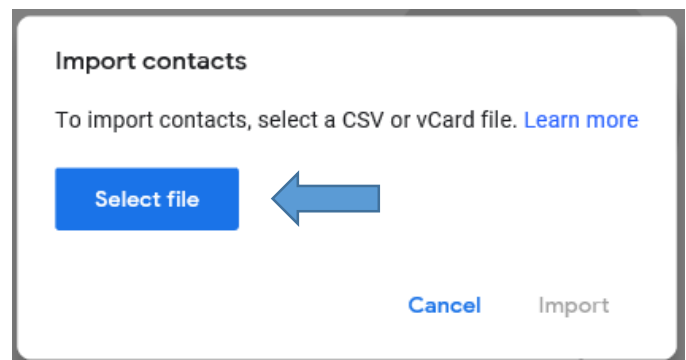 Import contacts
To import contacts, select a CSV or vCard file. Learn more
Select file
Cancel Import